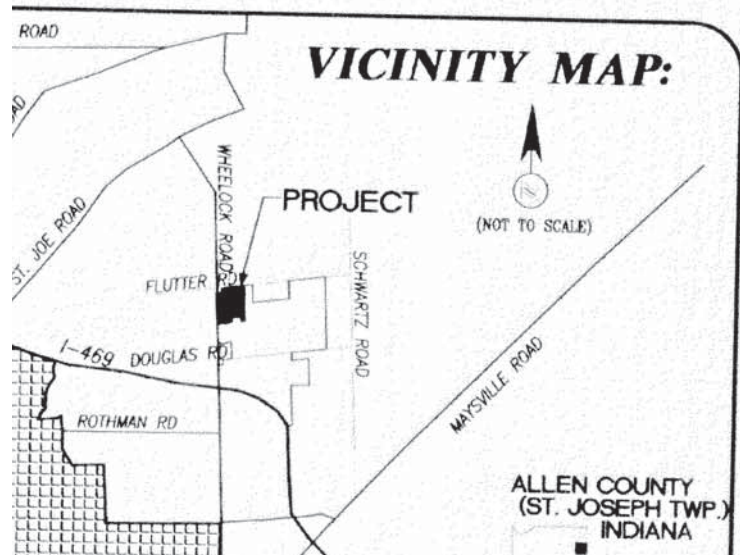 ROAD
VICINITY MAP:
WHEELOCK ROAD
PROJECT
(NOT TO SCALE)
ST. JOE ROAD
FLUTTER RD
SCHWARTZ ROAD
I-469
DOUGLAS RD
MAYSVILLE ROAD
ROTHMAN RD
ALLEN COUNTY
(ST. JOSEPH TWP.)
INDIANA